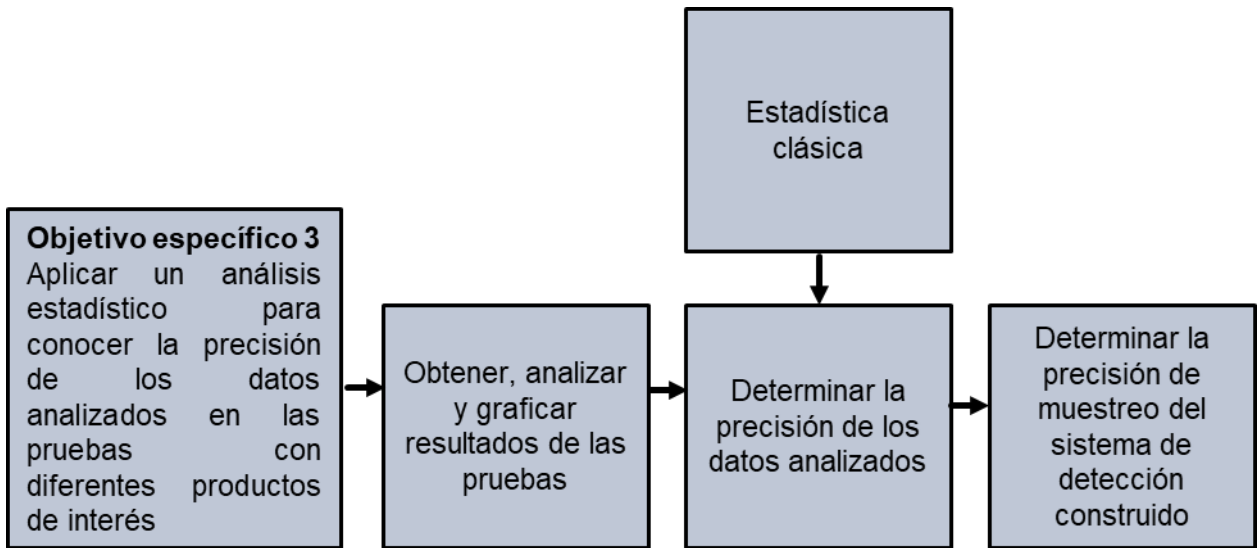 Estadística
clásica
Objetivo específico 3
Aplicar un análisis
estadístico para
conocer la precisión
de los datos
analizados en las
pruebas con
diferentes productos
de interés
Obtener, analizar
y graficar
resultados de las
pruebas
Determinar la
precisión de los
datos analizados
Determinar la
precisión de
muestreo del
sistema de
detección
construido